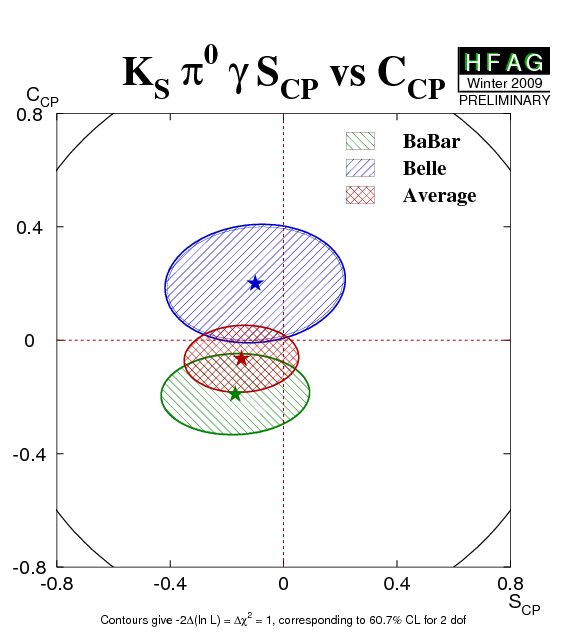 K_S π^0 γ S_CP vs C_CP
HFAG
Winter 2009
PRELIMINARY
C_CP
0.8
0.4
0
-0.4
-0.8
BaBar
Belle
Average
-0.8 -0.4 0 0.4 0.8
S_CP
Contours give -2Δ(ln L) = Δχ² = 1, corresponding to 60.7% CL for 2 dof